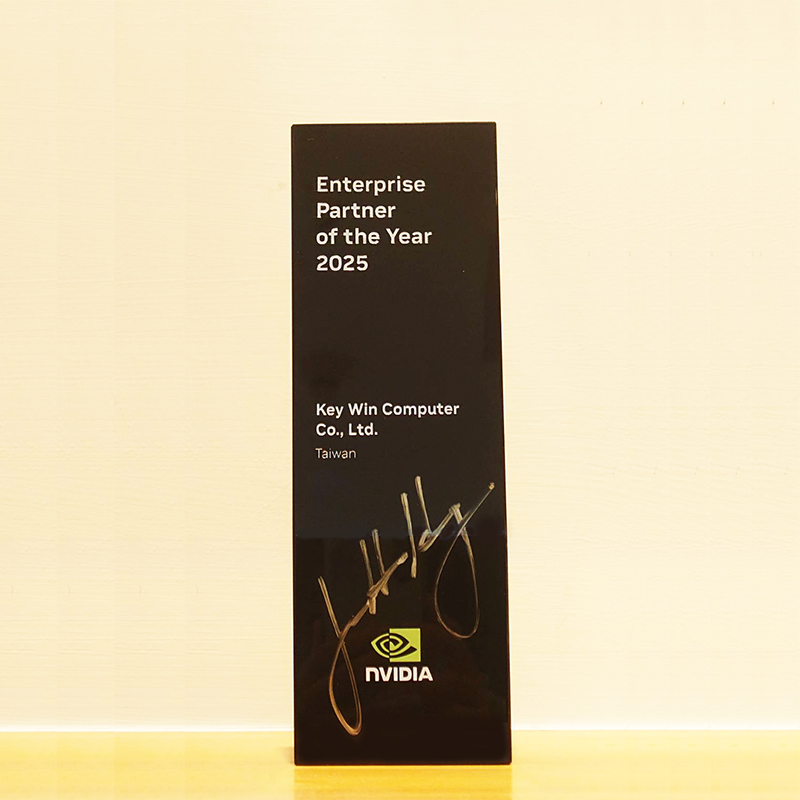 Enterprise
Partner
of the Year
2025
Key Win Computer
Co., Ltd.
Taiwan
NVIDIA